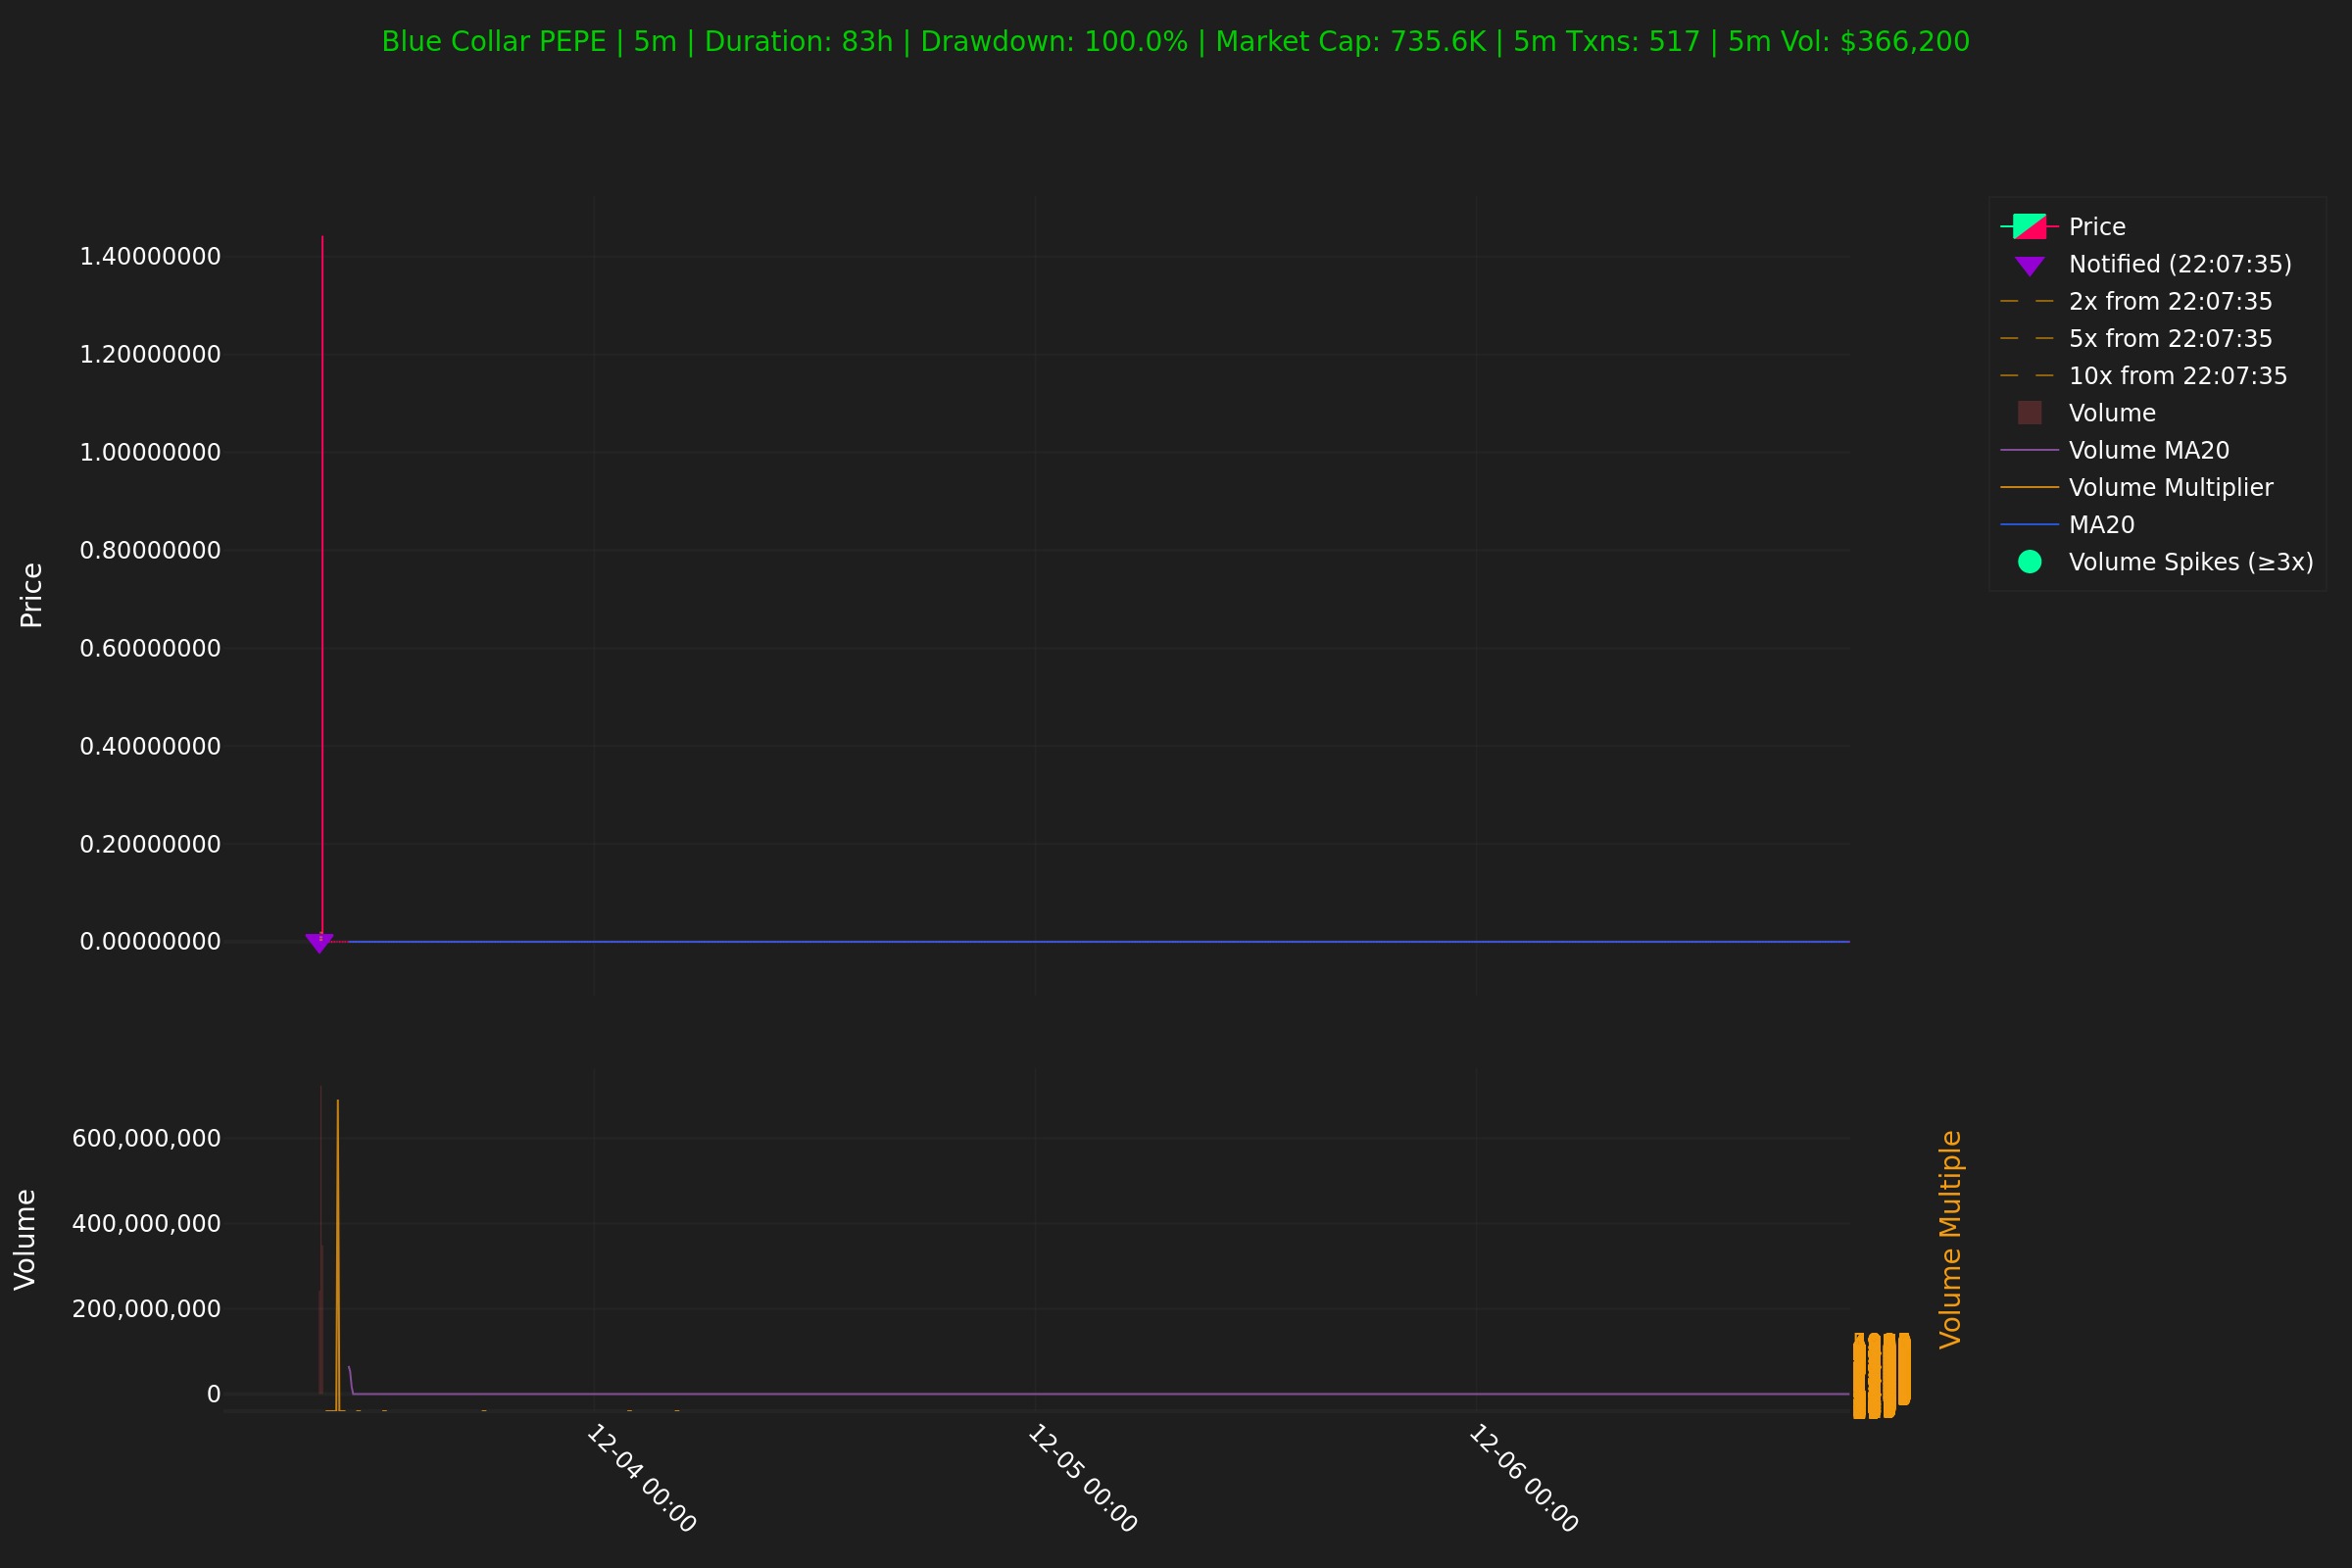 Blue Collar PEPE | 5m | Duration: 83h | Drawdown: 100.0% | Market Cap: 735.6K | 5m Txns: 517 | 5m Vol: $366,200
Price
1.40000000
1.20000000
1.00000000
0.80000000
0.60000000
0.40000000
0.20000000
0.00000000
Price
Notified (22:07:35)
2x from 22:07:35
5x from 22:07:35
10x from 22:07:35
Volume
Volume MA20
Volume Multiplier
MA20
Volume Spikes (≥3x)
Volume
600,000,000
400,000,000
200,000,000
0
Volume Multiple
12-04 00:00
12-05 00:00
12-06 00:00